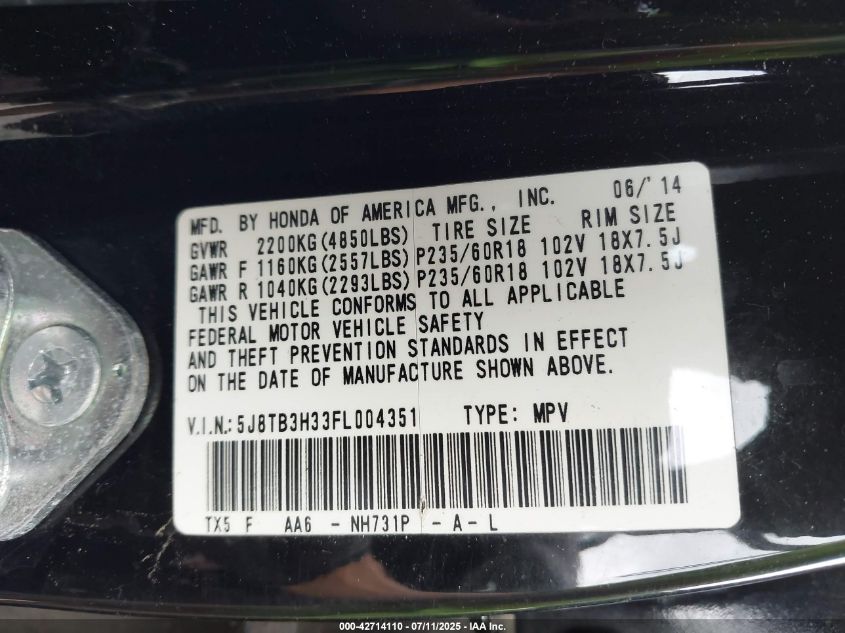 MFD. BY HONDA OF AMERICA MFG., INC. 06/'14
GVWR 2200KG(4850LBS) TIRE SIZE RIM SIZE
GAWR F 1160KG(2557LBS) P235/60R18 102V 18X7.5J
GAWR R 1040KG(2293LBS) P235/60R18 102V 18X7.5J
THIS VEHICLE CONFORMS TO ALL APPLICABLE
FEDERAL MOTOR VEHICLE SAFETY
AND THEFT PREVENTION STANDARDS IN EFFECT
ON THE DATE OF MANUFACTURE SHOWN ABOVE.
V.I.N.: 5J8TB3H33FL004351 TYPE: MPV
TX5 F AA6 - NH731P - A - L
000-42714110 - 07/11/2025 - IAA Inc.